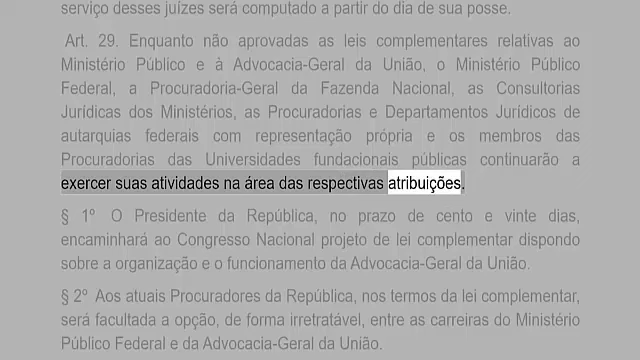 serviço desses juízes será computado a partir do dia de sua posse.
Art. 29. Enquanto não aprovadas as leis complementares relativas ao
Ministério Público e à Advocacia-Geral da União, o Ministério Público
Federal, a Procuradoria-Geral da Fazenda Nacional, as Consultorias
Jurídicas dos Ministérios, as Procuradorias e Departamentos Jurídicos de
autarquias federais com representação própria e os membros das
Procuradorias das Universidades fundacionais públicas continuarão a
exercer suas atividades na área das respectivas atribuições.
§ 1º O Presidente da República, no prazo de cento e vinte dias,
encaminhará ao Congresso Nacional projeto de lei complementar dispondo
sobre a organização e o funcionamento da Advocacia-Geral da União.
§ 2º Aos atuais Procuradores da República, nos termos da lei complementar,
será facultada a opção, de forma irretratável, entre as carreiras do Ministério
Público Federal e da Advocacia-Geral da União.